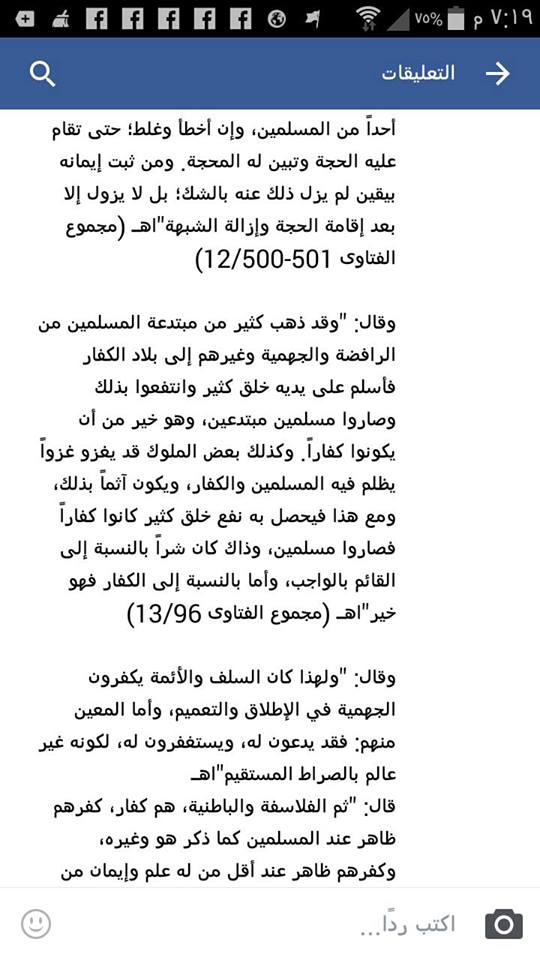 ٧:١٩ م
٧٥%
التعليقات
أحداً من المسلمين، وإن أخطأ وغلط؛ حتى تقام
عليه الحجة وتبين له المحجة. ومن ثبت إيمانه
بيقين لم يزل ذلك عنه بالشك؛ بل لا يزول إلا
بعد إقامة الحجة وإزالة الشبهة"اهـ (مجموع
الفتاوى 501-12/500)
وقال: "وقد ذهب كثير من مبتدعة المسلمين من
الرافضة والجهمية وغيرهم إلى بلاد الكفار
فأسلم على يديه خلق كثير وانتفعوا بذلك
وصاروا مسلمين مبتدعين، وهو خير من أن
يكونوا كفاراً. وكذلك بعض الملوك قد يغزو غزواً
يظلم فيه المسلمين والكفار، ويكون آثماً بذلك،
ومع هذا فيحصل به نفع خلق كثير كانوا كفاراً
فصاروا مسلمين، وذاك كان شراً بالنسبة إلى
القائم بالواجب، وأما بالنسبة إلى الكفار فهو
خير"اهـ (مجموع الفتاوى 13/96)
وقال: "ولهذا كان السلف والأئمة يكفرون
الجهمية في الإطلاق والتعميم، وأما المعين
منهم: فقد يدعون له، ويستغفرون له، لكونه غير
عالم بالصراط المستقيم"اهـ
قال: "ثم الفلاسفة والباطنية، هم كفار، كفرهم
ظاهر عند المسلمين كما ذكر هو وغيره،
وكفرهم ظاهر عند أقل من له علم وإيمان من
اكتب ردًا...